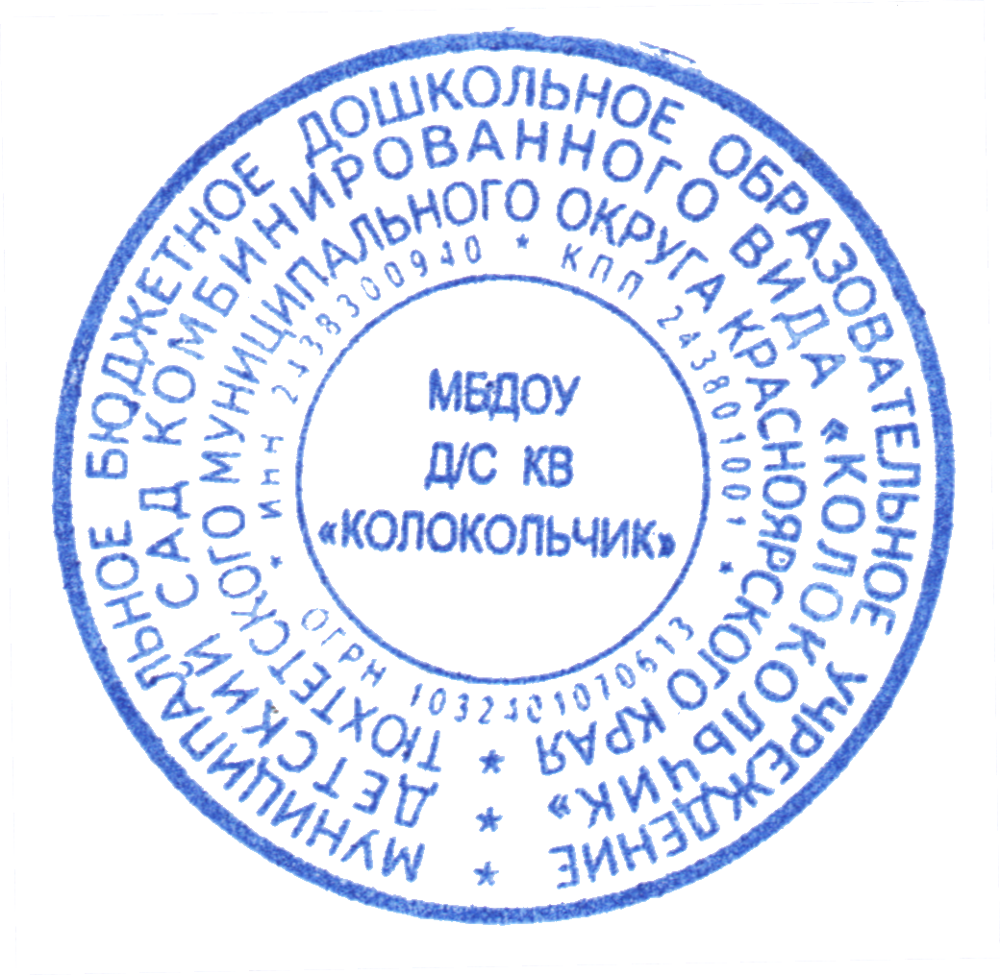 МУНИЦИПАЛЬНОЕ БЮДЖЕТНОЕ ДОШКОЛЬНОЕ ОБРАЗОВАТЕЛЬНОЕ УЧРЕЖДЕНИЕ *
ДЕТСКИЙ САД КОМБИНИРОВАННОГО ВИДА «КОЛОКОЛЬЧИК» *
ТЮХТЕТСКОГО МУНИЦИПАЛЬНОГО ОКРУГА КРАСНОЯРСКОГО КРАЯ *
* ИНН 2438300940 * КПП 243801001 *
ОГРН 1032401070613
МБДОУ
Д/С КВ
«КОЛОКОЛЬЧИК»